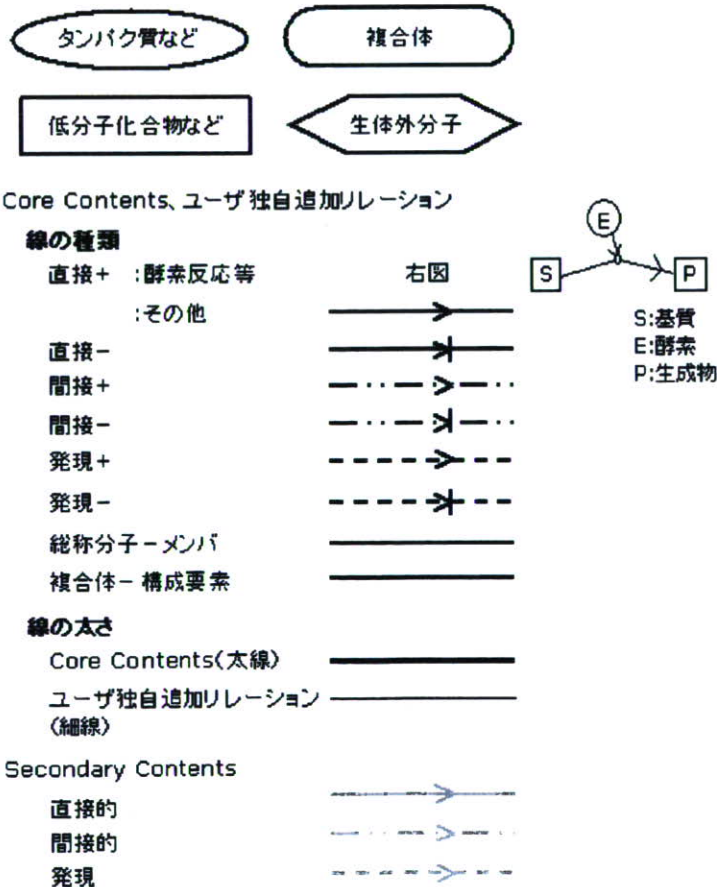 タンパク質など
複合体
低分子化合物など
生体外分子
Core Contents、ユーザ独自追加リレーション
線の種類
直接+ :酵素反応等 右図
:その他
直接−
間接+
間接−
発現+
発現−
総称分子−メンバ
複合体−構成要素
E
S
P
S:基質
E:酵素
P:生成物
線の太さ
Core Contents(太線)
ユーザ独自追加リレーション
(細線)
Secondary Contents
直接的
間接的
発現